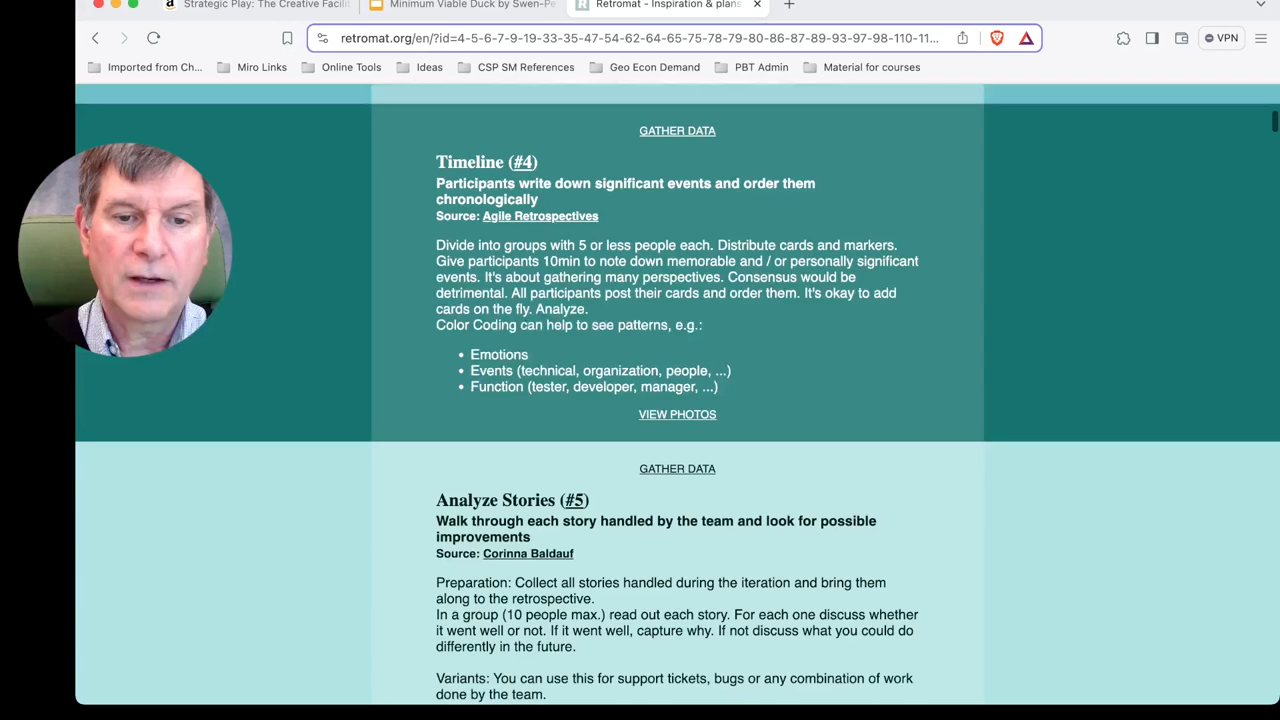 Strategic Play: The Creative Facilit
Minimum Viable Duck by Swen-Pe
Retromat - Inspiration & plans
retromat.org/en/?id=4-5-6-7-9-19-33-35-47-54-62-64-65-75-78-79-80-86-87-89-93-97-98-110-11...
VPN
Imported from Ch...
Miro Links
Online Tools
Ideas
CSP SM References
Geo Econ Demand
PBT Admin
Material for courses
GATHER DATA
Timeline (#4)
Participants write down significant events and order them
chronologically
Source: Agile Retrospectives
Divide into groups with 5 or less people each. Distribute cards and markers.
Give participants 10min to note down memorable and / or personally significant
events. It's about gathering many perspectives. Consensus would be
detrimental. All participants post their cards and order them. It's okay to add
cards on the fly. Analyze.
Color Coding can help to see patterns, e.g.:
• Emotions
• Events (technical, organization, people, ...)
• Function (tester, developer, manager, ...)
VIEW PHOTOS
GATHER DATA
Analyze Stories (#5)
Walk through each story handled by the team and look for possible
improvements
Source: Corinna Baldauf
Preparation: Collect all stories handled during the iteration and bring them
along to the retrospective.
In a group (10 people max.) read out each story. For each one discuss whether
it went well or not. If it went well, capture why. If not discuss what you could do
differently in the future.
Variants: You can use this for support tickets, bugs or any combination of work
done by the team.